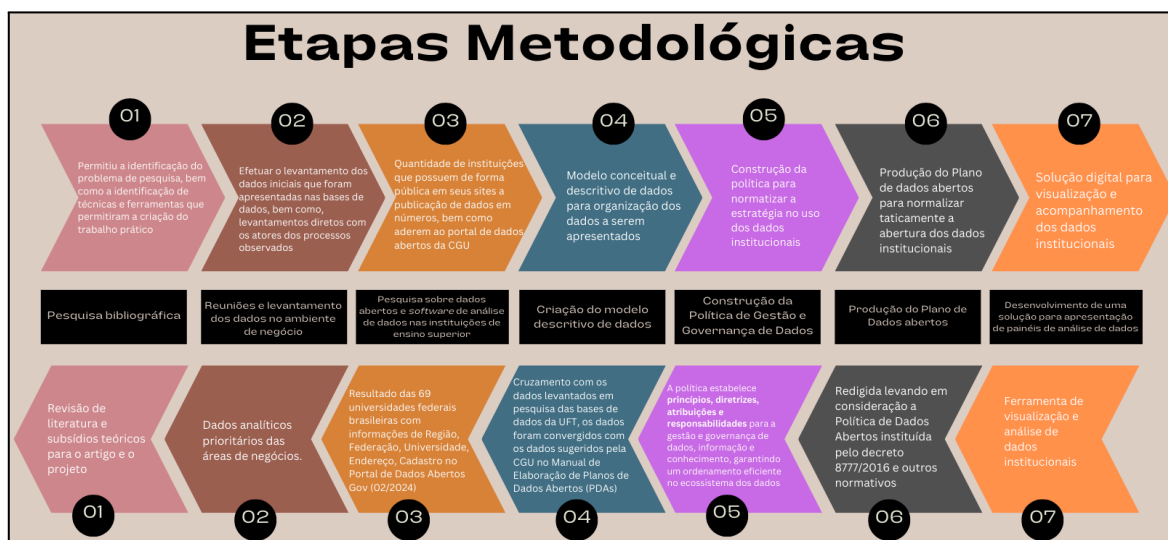 Etapas Metodológicas
01
Permitiu a identificação do
problema de pesquisa, bem
como a identificação de
técnicas e ferramentas que
permitiram a criação do
trabalho prático
02
Efetuar o levantamento dos
dados iniciais que foram
apresentadas nas bases de
dados, bem como,
levantamentos diretos com
os atores dos processos
observados
03
Quantidade de instituições
que possuem de forma
pública em seus sites a
publicação de dados em
números, bem como
aderem ao portal de dados
abertos da CGU
04
Modelo conceitual e
descritivo de dados
para organização dos
dados a serem
apresentados
05
Construção da
política para
normatizar a
estratégia no uso
dos dados
institucionais
06
Produção do Plano
de dados abertos
para normalizar
taticamente a
abertura dos dados
institucionais
07
Solução digital para
visualização e
acompanhamento
dos dados
institucionais
Pesquisa bibliográfica
Reuniões e levantamento
dos dados no ambiente
de negócio
Pesquisa sobre dados
abertos e software de análise
de dados nas instituições de
ensino superior
Criação do modelo
descritivo de dados
Construção da
Política de Gestão e
Governança de Dados
Produção do Plano de
Dados abertos
Desenvolvimento de uma
solução para apresentação
de painéis de análise de dados
Revisão de
literatura e
subsídios teóricos
para o artigo e o
projeto
01
Dados analíticos
prioritários das
áreas de negócios.
02
Resultado das 69
universidades federais
brasileiras com
informações de Região,
Federação, Universidade,
Endereço, Cadastro no
Portal de Dados Abertos
Gov (02/2024)
03
Cruzamento com os
dados levantados em
pesquisa das bases de
dados da UFT, os dados
foram convergidos com
os dados sugeridos pela
CGU no Manual de
Elaboração de Planos de
Dados Abertos (PDAs)
04
A política estabelece
princípios, diretrizes,
atribuições e
responsabilidades para a
gestão e governança de
dados, informação e
conhecimento, garantindo
um ordenamento eficiente
no ecossistema dos dados
05
Redigida levando em
consideração a
Política de Dados
Abertos instituída
pelo decreto
8777/2016 e outros
normativos
06
Ferramenta de
visualização e
análise de
dados
institucionais
07